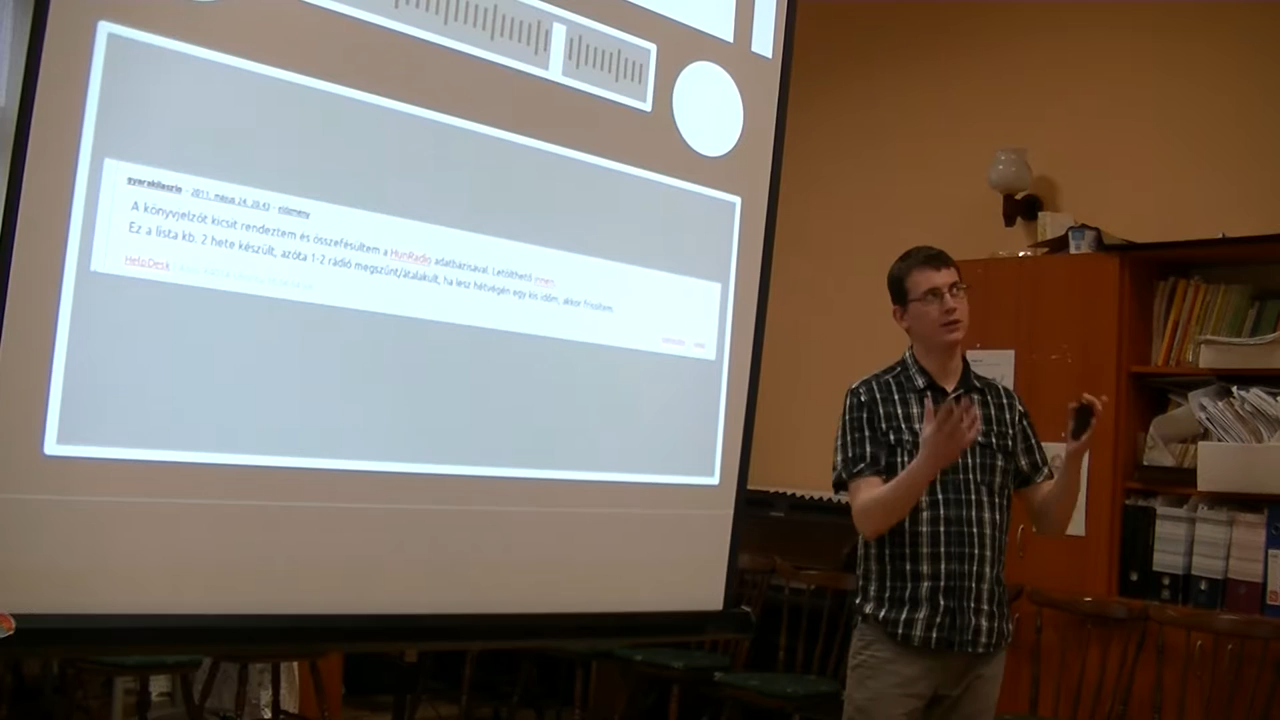 gyarakilaszlo - 2011. május 24. 20.43 - előzmény
A könyvjelzőt kicsit rendeztem és összefésültem a HunRadio adatbázisával. Letölthető innen.
Ez a lista kb. 2 hete készült, azóta 1-2 rádió megszűnt/átalakult, ha lesz hétvégén egy kis időm, akkor frissítem.
HelpDesk